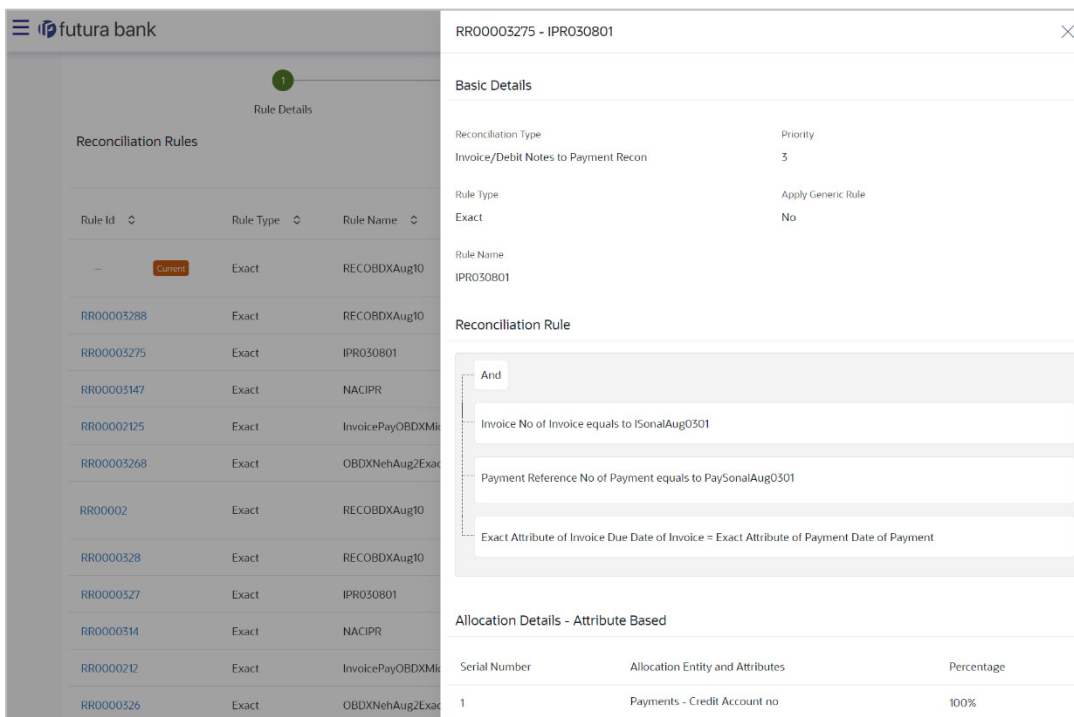 futura bank
1
Rule Details
Reconciliation Rules
Rule Id Rule Type Rule Name
– Current Exact RECOBDXAug10
RR00003288 Exact RECOBDXAug10
RR00003275 Exact IPR030801
RR00003147 Exact NACIPR
RR00002125 Exact InvoicePayOBDXMi
RR00003268 Exact OBDXNehAug2Exac
RR00002 Exact RECOBDXAug10
RR0000328 Exact RECOBDXAug10
RR0000327 Exact IPR030801
RR0000314 Exact NACIPR
RR0000212 Exact InvoicePayOBDXMi
RR0000326 Exact OBDXNehAug2Exac
RR00003275 - IPR030801
Basic Details
Reconciliation Type Priority
Invoice/Debit Notes to Payment Recon 3
Rule Type Apply Generic Rule
Exact No
Rule Name
IPR030801
Reconciliation Rule
And
Invoice No of Invoice equals to ISonalAug0301
Payment Reference No of Payment equals to PaySonalAug0301
Exact Attribute of Invoice Due Date of Invoice = Exact Attribute of Payment Date of Payment
Allocation Details - Attribute Based
Serial Number Allocation Entity and Attributes Percentage
1 Payments - Credit Account no 100%